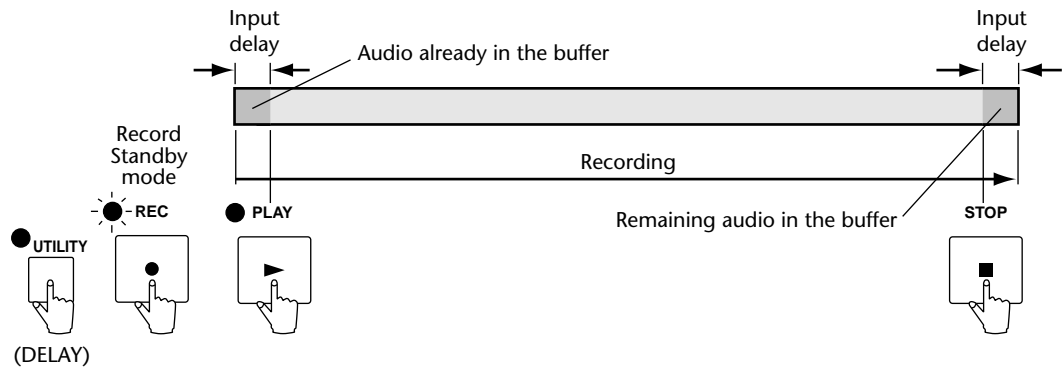 Input
delay
Audio already in the buffer
Input
delay
Record
Standby
mode
Recording
REC
PLAY
Remaining audio in the buffer
STOP
UTILITY
(DELAY)